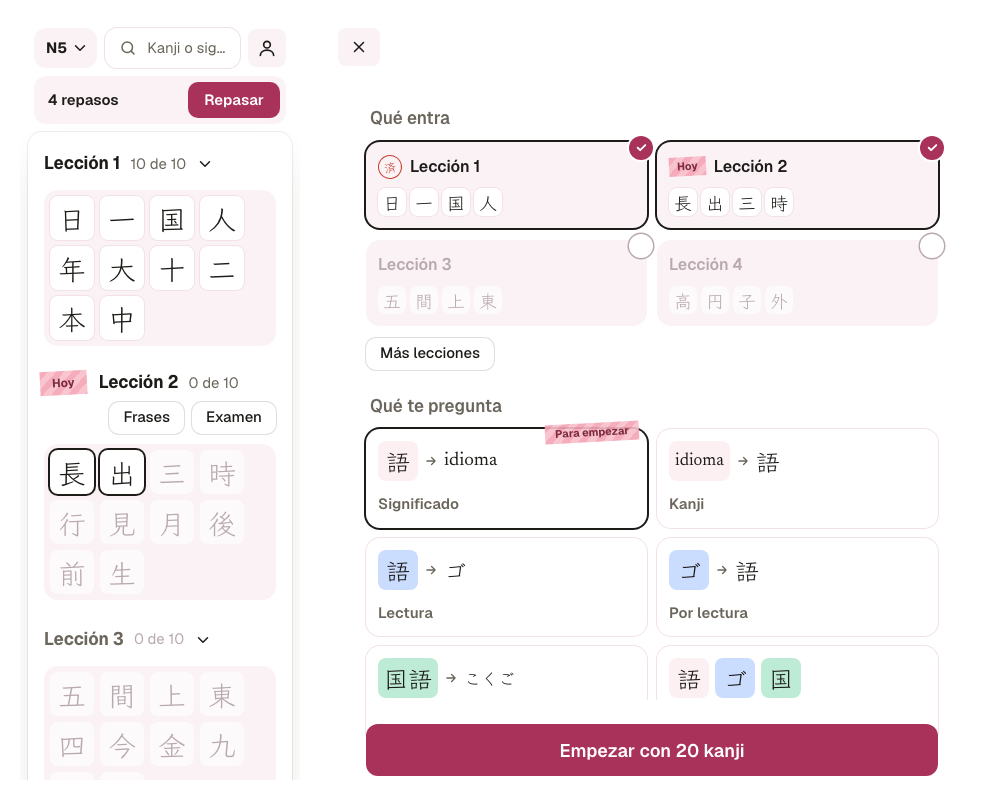 N5
Kanji o sig...
4 repasos
Repasar
Lección 1 10 de 10
日 一 国 人
年 大 十 二
本 中
Hoy Lección 2 0 de 10
Frases Examen
長 出 三 時
行 見 月 後
前 生
Lección 3 0 de 10
五 間 上 東
四 今 金 九
Qué entra
済 Lección 1
日 一 国 人
Hoy Lección 2
長 出 三 時
Lección 3
五 間 上 東
Lección 4
高 円 子 外
Más lecciones
Qué te pregunta
Para empezar
語 → idioma
Significado
idioma → 語
Kanji
語 → ゴ
Lectura
ゴ → 語
Por lectura
国語 → こくご
語 ゴ 国
Empezar con 20 kanji